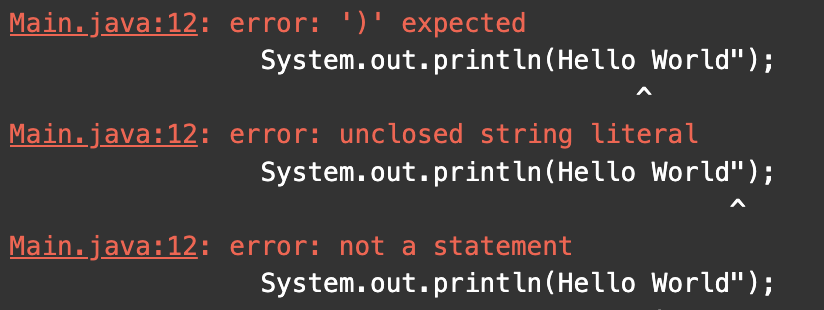 Main.java:12: error: ')' expected
System.out.println(Hello World");
^
Main.java:12: error: unclosed string literal
System.out.println(Hello World");
^
Main.java:12: error: not a statement
System.out.println(Hello World");